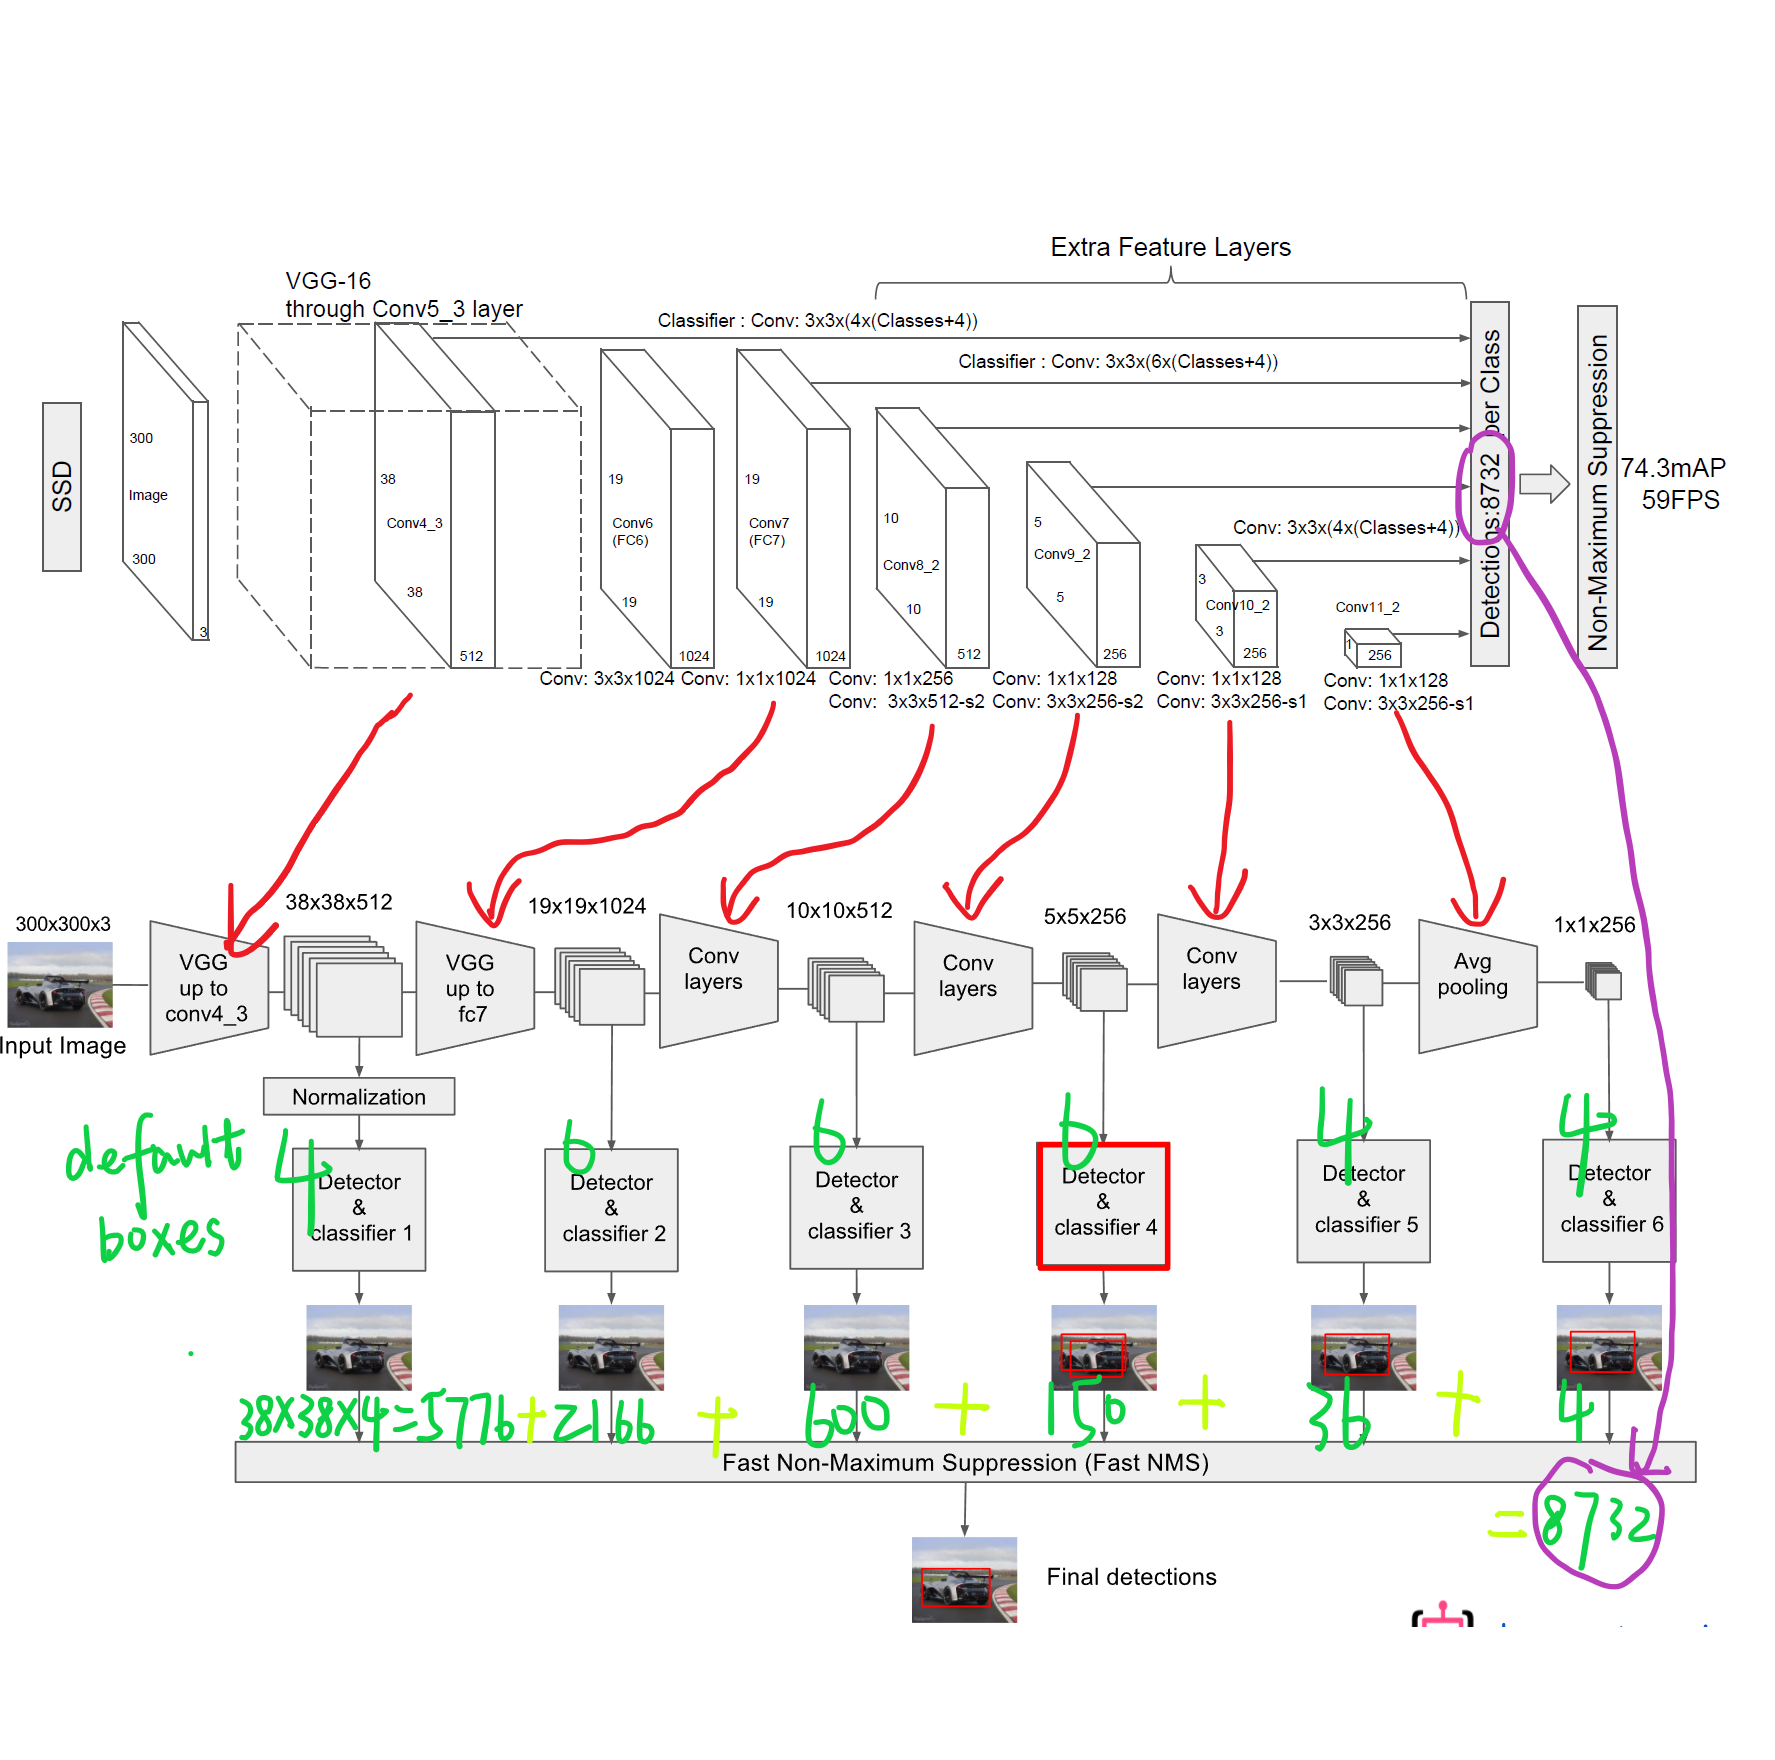 Extra Feature Layers
VGG-16
through Conv5_3 layer
Classifier : Conv: 3x3x(4x(Classes+4))
Classifier : Conv: 3x3x(6x(Classes+4))
SSD
300
Image
300
3
38
Conv4_3
38
512
19
Conv6
(FC6)
19
1024
19
Conv7
(FC7)
19
1024
10
Conv8_2
10
512
5
Conv9_2
5
256
Conv: 3x3x(4x(Classes+4))
3
Conv10_2
3
256
Conv11_2
1
256
Detections:8732 per Class
Non-Maximum Suppression
74.3mAP
59FPS
Conv: 3x3x1024
Conv: 1x1x1024
Conv: 1x1x256
Conv: 3x3x512-s2
Conv: 1x1x128
Conv: 3x3x256-s2
Conv: 1x1x128
Conv: 3x3x256-s1
Conv: 1x1x128
Conv: 3x3x256-s1
300x300x3
38x38x512
19x19x1024
10x10x512
5x5x256
3x3x256
1x1x256
Input Image
VGG
up to
conv4_3
VGG
up to
fc7
Conv
layers
Conv
layers
Conv
layers
Avg
pooling
Normalization
default
boxes
4
6
6
6
4
4
Detector
&
classifier 1
Detector
&
classifier 2
Detector
&
classifier 3
Detector
&
classifier 4
Detector
&
classifier 5
Detector
&
classifier 6
38x38x4=5776+2166+600+150+36+4
Fast Non-Maximum Suppression (Fast NMS)
=8732
Final detections